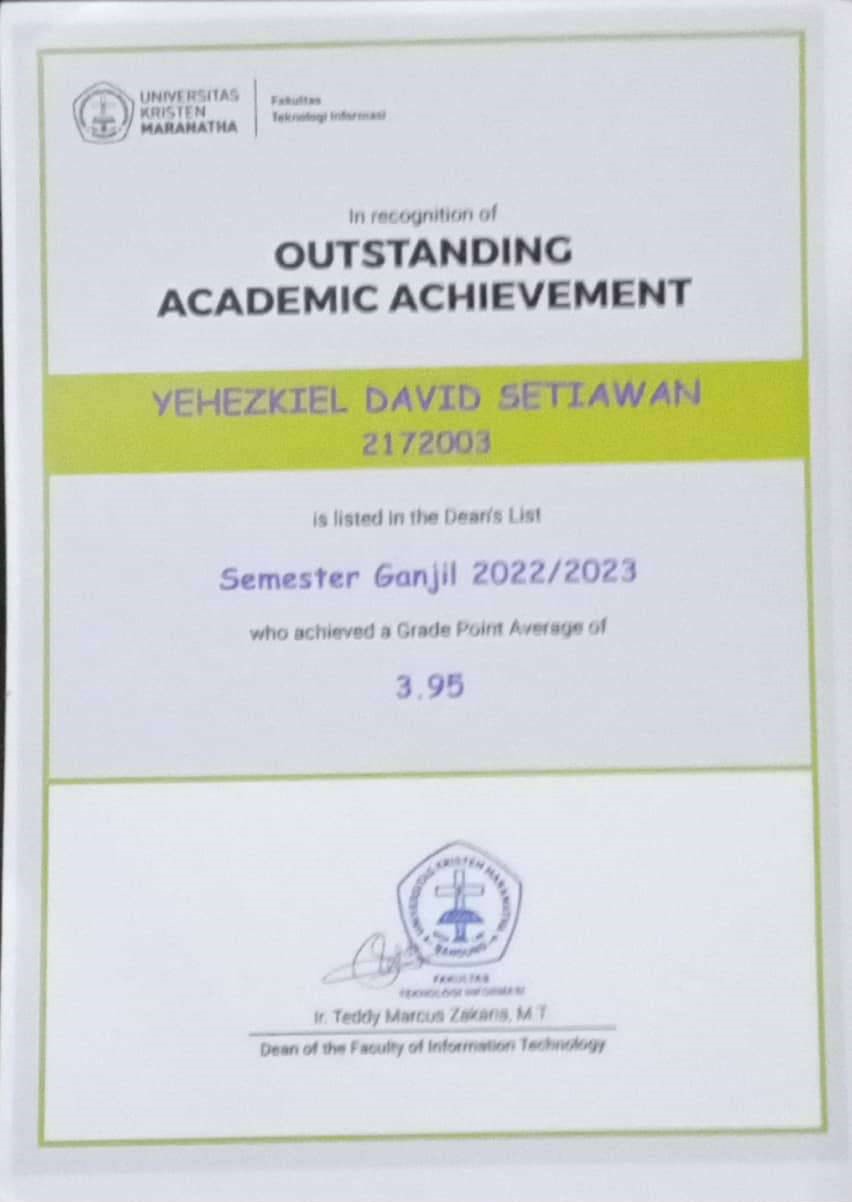 UNIVERSITAS
KRISTEN
MARANATHA
Fakultas
Teknologi Informasi
In recognition of
OUTSTANDING
ACADEMIC ACHIEVEMENT
YEHEZKIEL DAVID SETIAWAN
2172003
is listed in the Dean's List
Semester Ganjil 2022/2023
who achieved a Grade Point Average of
3.95
UNIVERSITAS KRISTEN MARANATHA
BANDUNG
FAKULTAS
TEKNOLOGI INFORMASI
Ir. Teddy Marcus Zakaria, M.T
Dean of the Faculty of Information Technology